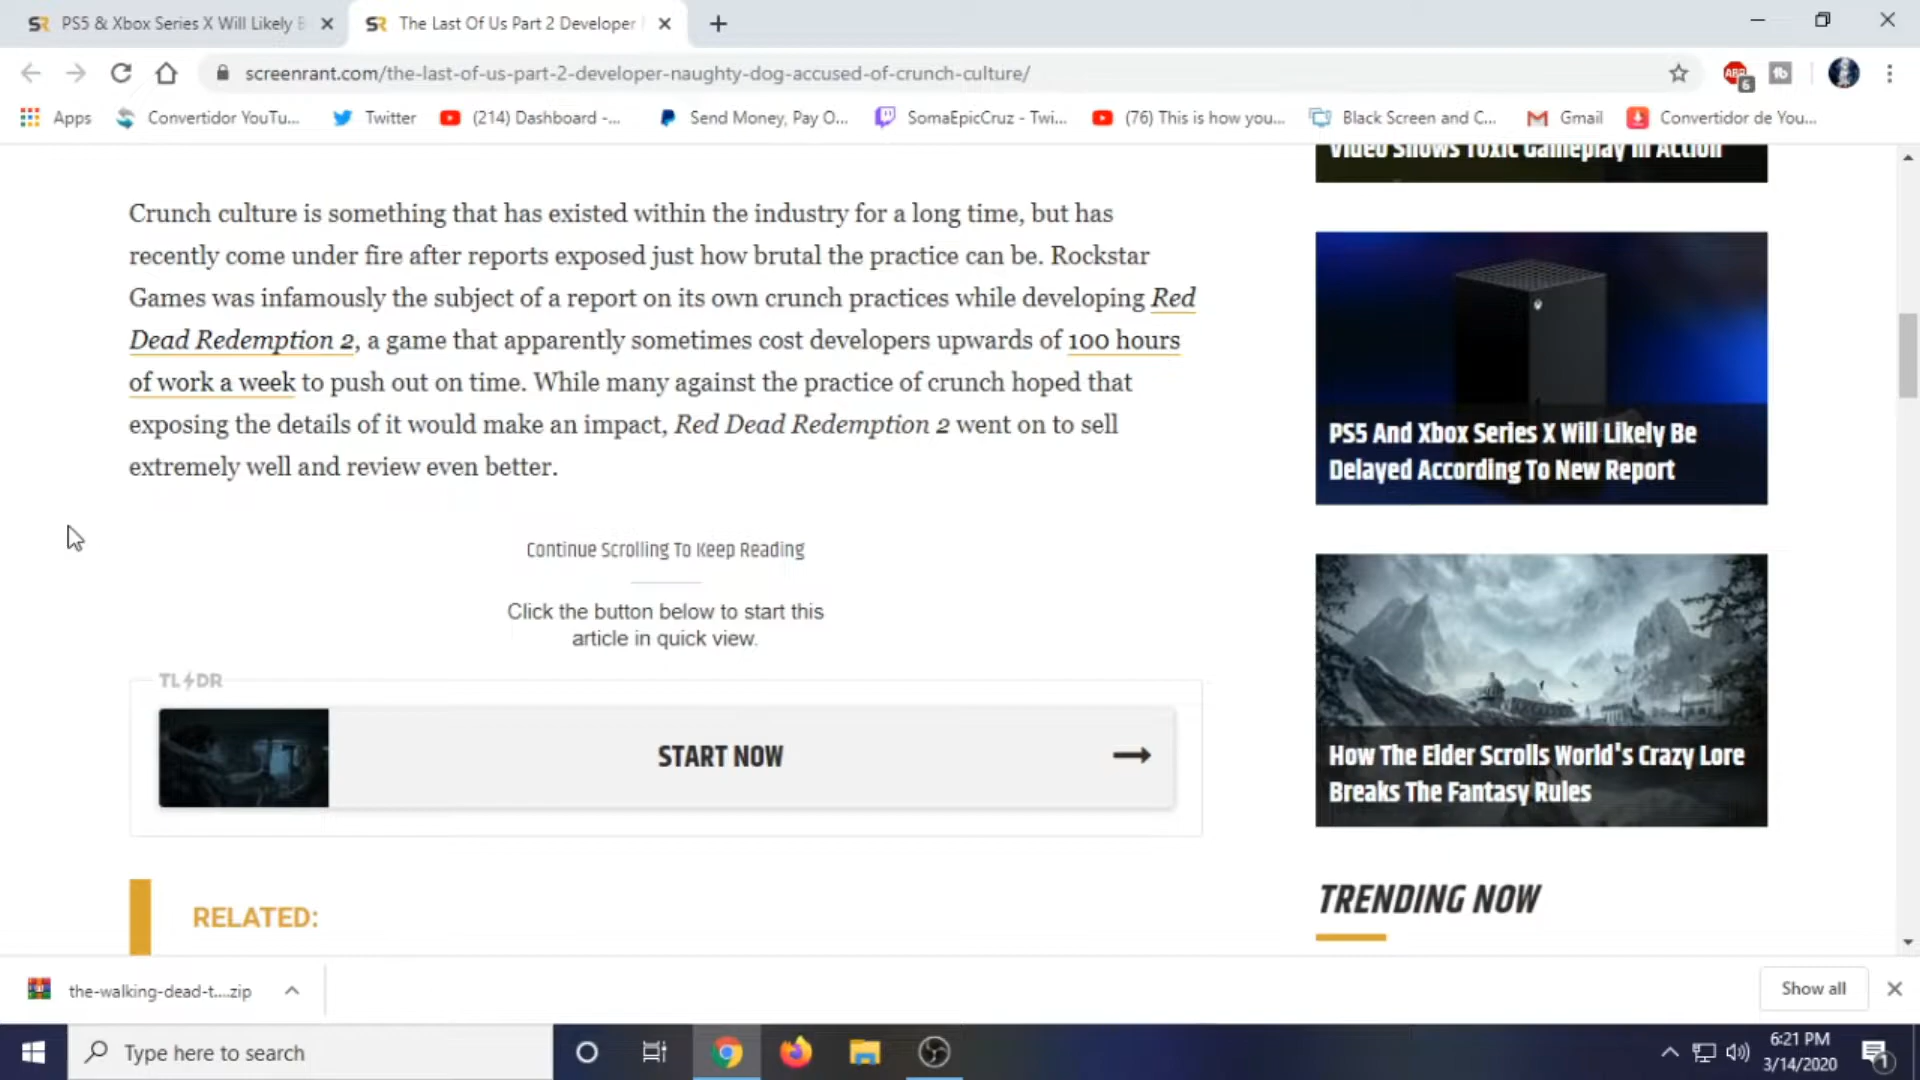 PS5 & Xbox Series X Will Likely
The Last Of Us Part 2 Developer
screenrant.com/the-last-of-us-part-2-developer-naughty-dog-accused-of-crunch-culture/
ABP
6
tb
Apps
Convertidor YouTu...
Twitter
(214) Dashboard -...
Send Money, Pay O...
SomaEpicCruz - Twi...
(76) This is how you...
Black Screen and C...
Gmail
Convertidor de You...
Video Shows Toxic Gameplay In Action
Crunch culture is something that has existed within the industry for a long time, but has
recently come under fire after reports exposed just how brutal the practice can be. Rockstar
Games was infamously the subject of a report on its own crunch practices while developing Red
Dead Redemption 2, a game that apparently sometimes cost developers upwards of 100 hours
of work a week to push out on time. While many against the practice of crunch hoped that
exposing the details of it would make an impact, Red Dead Redemption 2 went on to sell
extremely well and review even better.
PS5 And Xbox Series X Will Likely Be
Delayed According To New Report
Continue Scrolling To Keep Reading
Click the button below to start this
article in quick view.
TL DR
START NOW
How The Elder Scrolls World's Crazy Lore
Breaks The Fantasy Rules
RELATED:
TRENDING NOW
the-walking-dead-t....zip
Show all
Type here to search
6:21 PM
3/14/2020
1